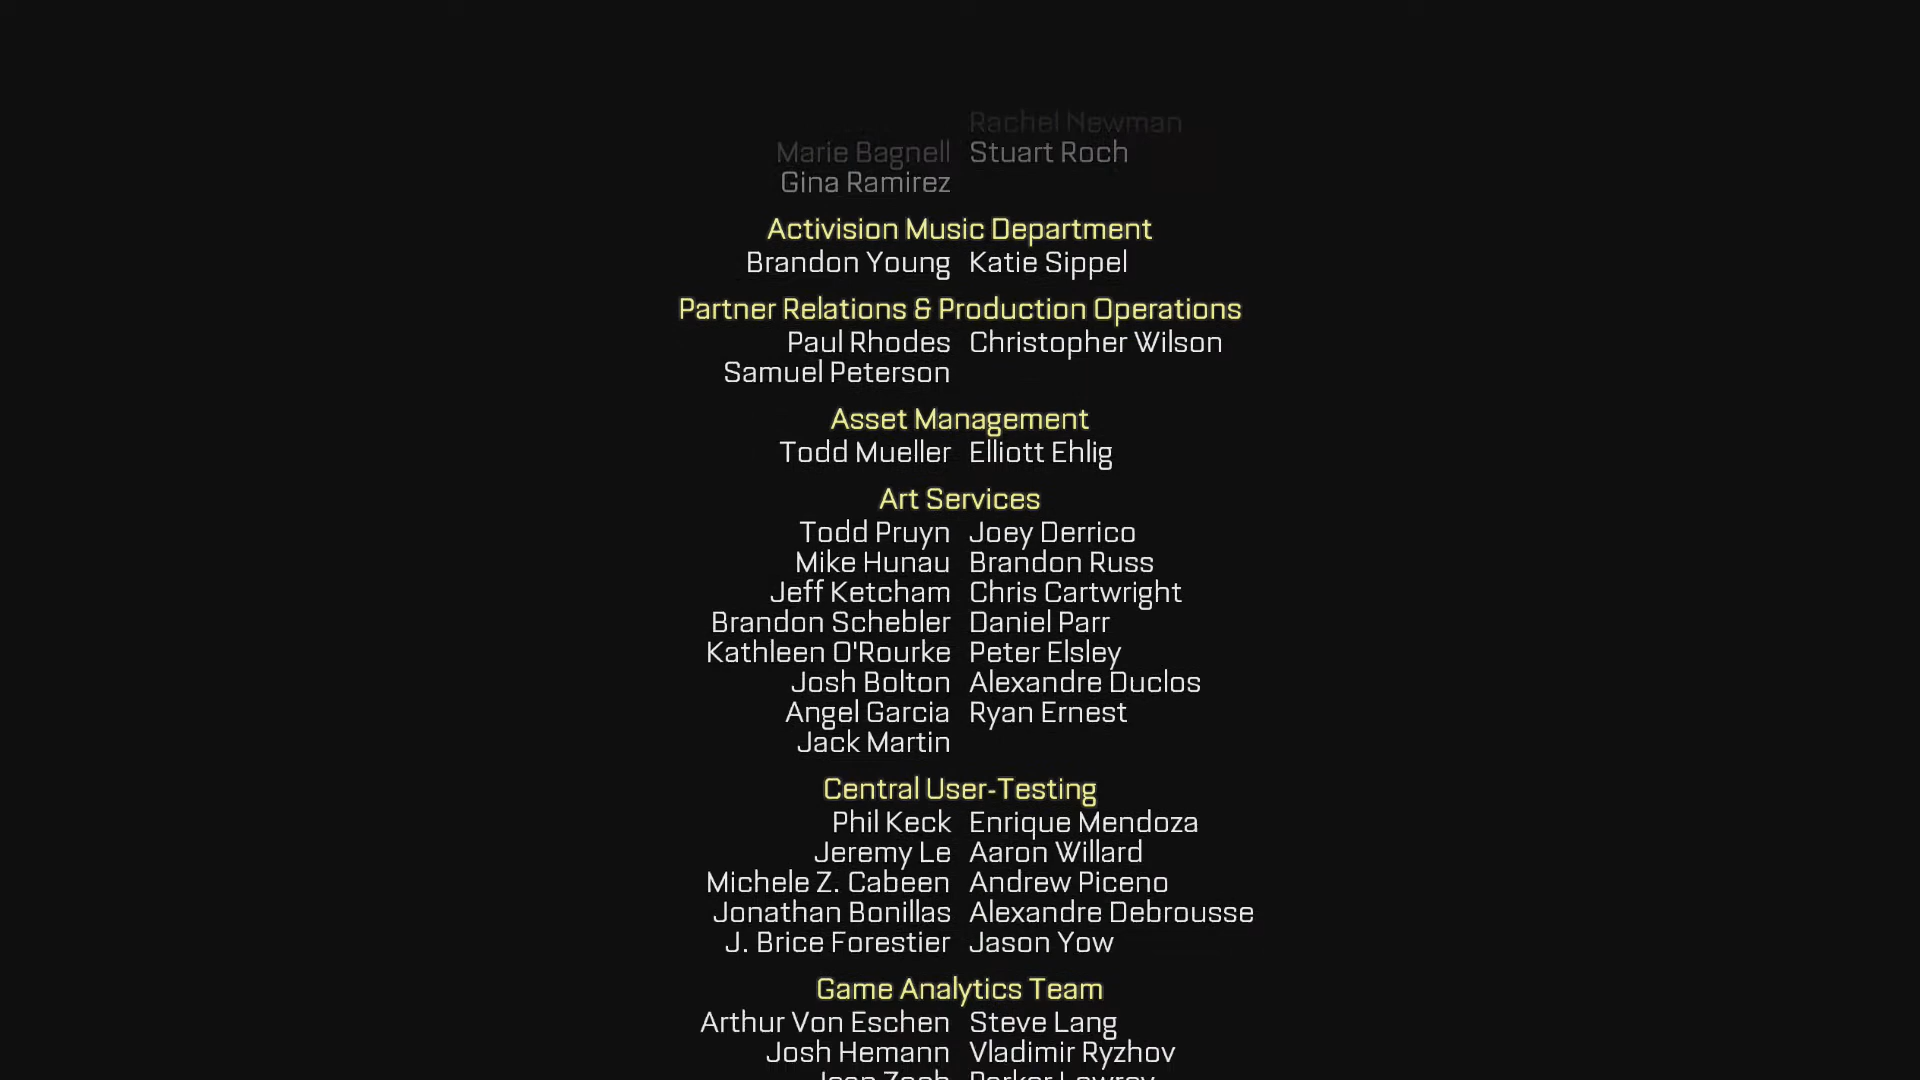 Rachel Newman
Marie Bagnell Stuart Roch
Gina Ramirez
Activision Music Department
Brandon Young Katie Sippel
Partner Relations & Production Operations
Paul Rhodes Christopher Wilson
Samuel Peterson
Asset Management
Todd Mueller Elliott Ehlig
Art Services
Todd Pruyn Joey Derrico
Mike Hunau Brandon Russ
Jeff Ketcham Chris Cartwright
Brandon Schebler Daniel Parr
Kathleen O'Rourke Peter Elsley
Josh Bolton Alexandre Duclos
Angel Garcia Ryan Ernest
Jack Martin
Central User-Testing
Phil Keck Enrique Mendoza
Jeremy Le Aaron Willard
Michele Z. Cabeen Andrew Piceno
Jonathan Bonillas Alexandre Debrousse
J. Brice Forestier Jason Yow
Game Analytics Team
Arthur Von Eschen Steve Lang
Josh Hemann Vladimir Ryzhov